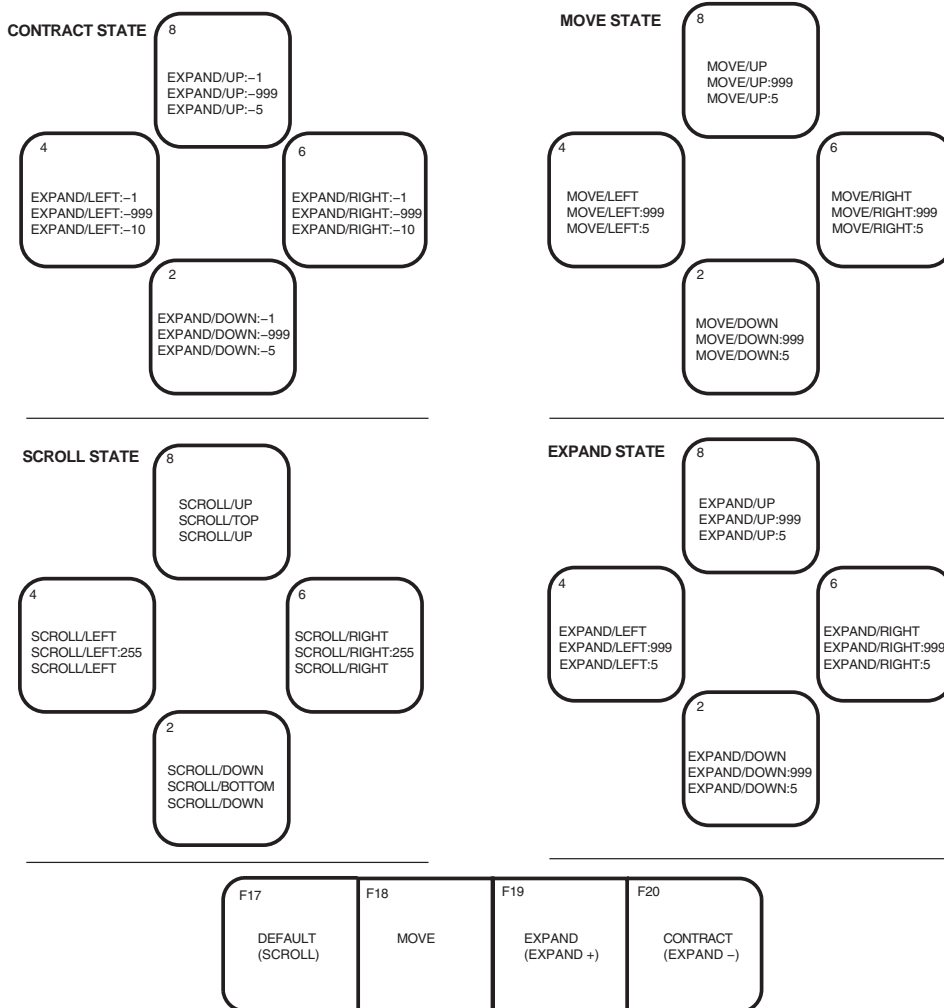 CONTRACT STATE
8
EXPAND/UP:−1
EXPAND/UP:−999
EXPAND/UP:−5
4
EXPAND/LEFT:−1
EXPAND/LEFT:−999
EXPAND/LEFT:−10
6
EXPAND/RIGHT:−1
EXPAND/RIGHT:−999
EXPAND/RIGHT:−10
2
EXPAND/DOWN:−1
EXPAND/DOWN:−999
EXPAND/DOWN:−5
MOVE STATE
8
MOVE/UP
MOVE/UP:999
MOVE/UP:5
4
MOVE/LEFT
MOVE/LEFT:999
MOVE/LEFT:5
6
MOVE/RIGHT
MOVE/RIGHT:999
MOVE/RIGHT:5
2
MOVE/DOWN
MOVE/DOWN:999
MOVE/DOWN:5
SCROLL STATE
8
SCROLL/UP
SCROLL/TOP
SCROLL/UP
4
SCROLL/LEFT
SCROLL/LEFT:255
SCROLL/LEFT
6
SCROLL/RIGHT
SCROLL/RIGHT:255
SCROLL/RIGHT
2
SCROLL/DOWN
SCROLL/BOTTOM
SCROLL/DOWN
EXPAND STATE
8
EXPAND/UP
EXPAND/UP:999
EXPAND/UP:5
4
EXPAND/LEFT
EXPAND/LEFT:999
EXPAND/LEFT:5
6
EXPAND/RIGHT
EXPAND/RIGHT:999
EXPAND/RIGHT:5
2
EXPAND/DOWN
EXPAND/DOWN:999
EXPAND/DOWN:5
F17
DEFAULT
(SCROLL)
F18
MOVE
F19
EXPAND
(EXPAND +)
F20
CONTRACT
(EXPAND −)